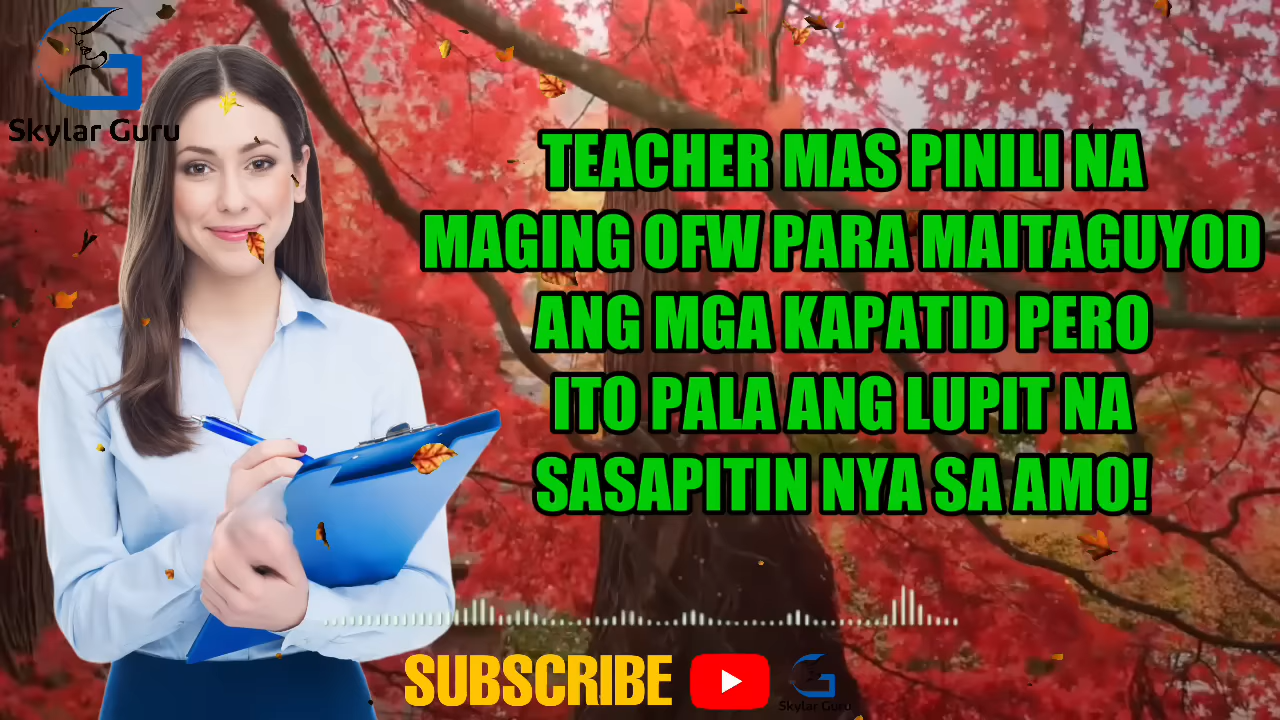 Skylar Guru
TEACHER MAS PINILI NA
MAGING OFW PARA MAITAGUYOD
ANG MGA KAPATID PERO
ITO PALA ANG LUPIT NA
SASAPITIN NYA SA AMO!
SUBSCRIBE
Skylar Guru